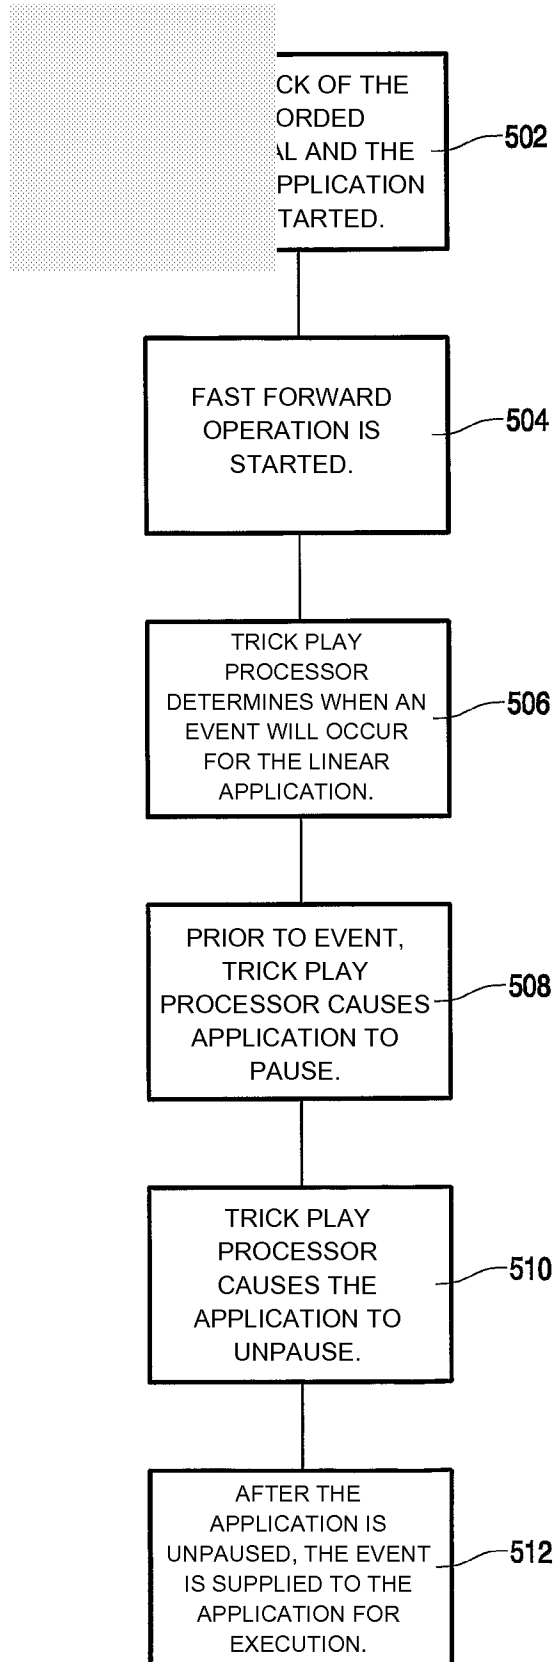 CK OF THE
ORDED
AL AND THE
PPLICATION
TARTED.
502
FAST FORWARD
OPERATION IS
STARTED.
504
TRICK PLAY
PROCESSOR
DETERMINES WHEN AN
EVENT WILL OCCUR
FOR THE LINEAR
APPLICATION.
506
PRIOR TO EVENT,
TRICK PLAY
PROCESSOR CAUSES
APPLICATION TO
PAUSE.
508
TRICK PLAY
PROCESSOR
CAUSES THE
APPLICATION TO
UNPAUSE.
510
AFTER THE
APPLICATION IS
UNPAUSED, THE EVENT
IS SUPPLIED TO THE
APPLICATION FOR
EXECUTION.
512